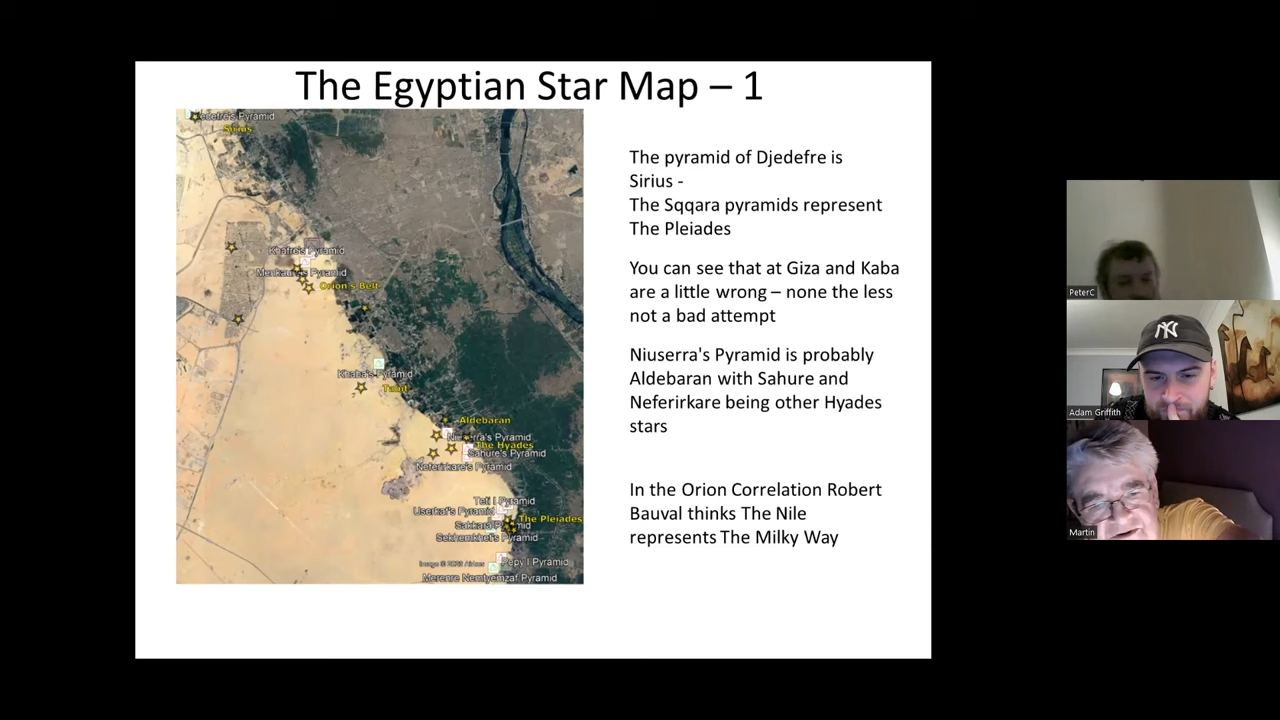 The Egyptian Star Map – 1
Sirius
Khafre's Pyramid
Menkaure's Pyramid
Orion's Belt
Khaba's Pyramid
Aldebaran
Pyramid
The Hyades
Sahure's Pyramid
Neferirkare's Pyramid
Teti I Pyramid
Userkaf's Pyramid
The Pleiades
Sekhemkhet's Pyramid
Pepy I Pyramid
Merenre Nemtyemzaf Pyramid
The pyramid of Djedefre is
Sirius -
The Sqqara pyramids represent
The Pleiades
You can see that at Giza and Kaba
are a little wrong – none the less
not a bad attempt
Niuserra's Pyramid is probably
Aldebaran with Sahure and
Neferirkare being other Hyades
stars
In the Orion Correlation Robert
Bauval thinks The Nile
represents The Milky Way
PeterC
NY
Adam Griffith
Martin